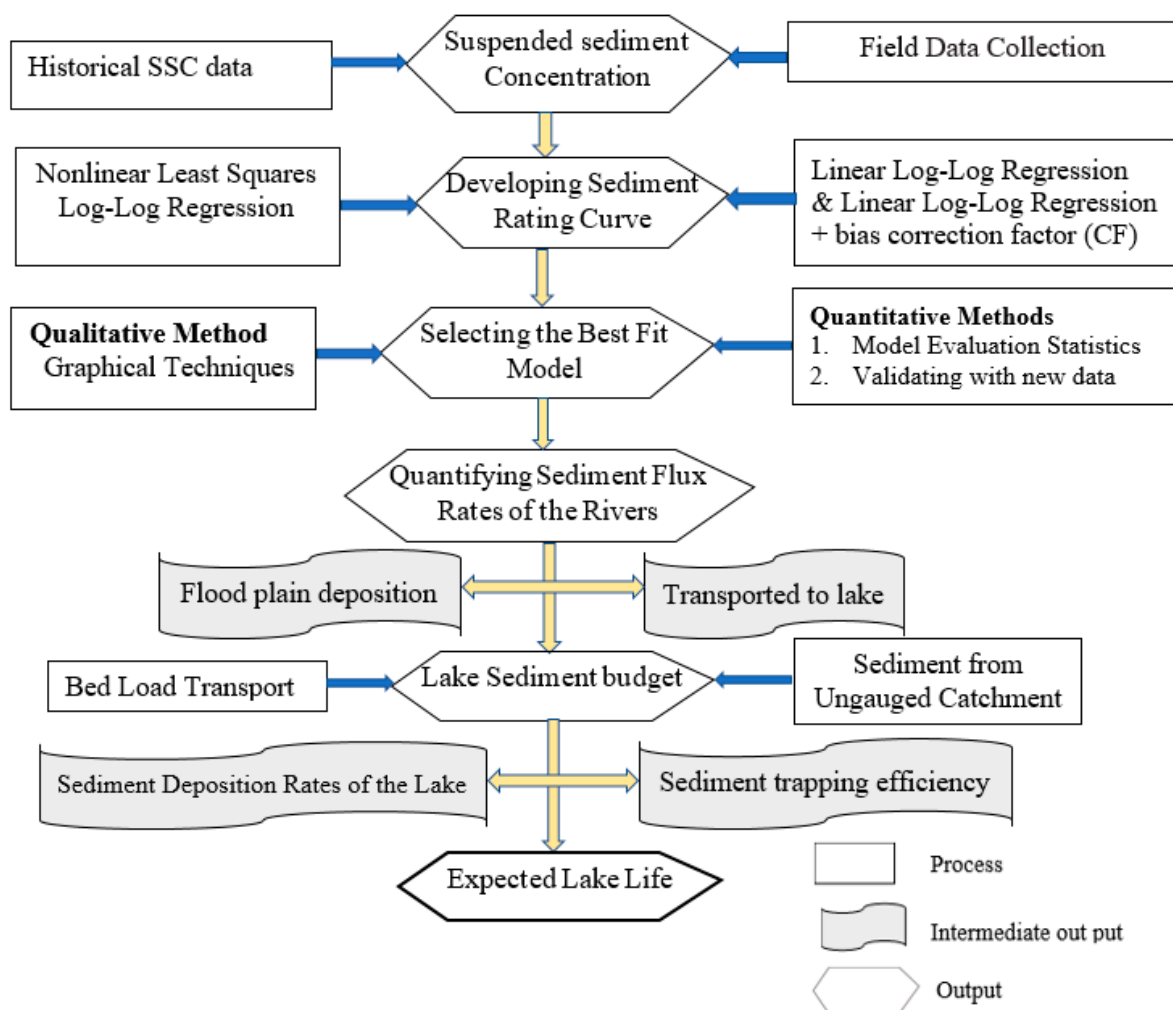 Historical SSC data
Suspended sediment
Concentration
Field Data Collection
Nonlinear Least Squares
Log-Log Regression
Developing Sediment
Rating Curve
Linear Log-Log Regression
& Linear Log-Log Regression
+ bias correction factor (CF)
Qualitative Method
Graphical Techniques
Selecting the Best Fit
Model
Quantitative Methods
1. Model Evaluation Statistics
2. Validating with new data
Quantifying Sediment Flux
Rates of the Rivers
Flood plain deposition
Transported to lake
Bed Load Transport
Lake Sediment budget
Sediment from
Ungauged Catchment
Sediment Deposition Rates of the Lake
Sediment trapping efficiency
Expected Lake Life
Process
Intermediate out put
Output